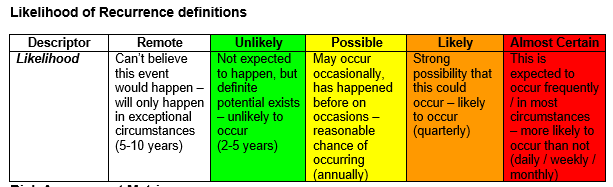 Likelihood of Recurrence definitions
Descriptor Remote Unlikely Possible Likely Almost Certain
Likelihood
Can't believe
this event
would happen –
will only happen
in exceptional
circumstances
(5-10 years)
Not expected
to happen, but
definite
potential exists
– unlikely to
occur
(2-5 years)
May occur
occasionally,
has happened
before on
occasions –
reasonable
chance of
occurring
(annually)
Strong
possibility that
this could
occur – likely
to occur
(quarterly)
This is
expected to
occur frequently
/ in most
circumstances
– more likely to
occur than not
(daily / weekly /
monthly)